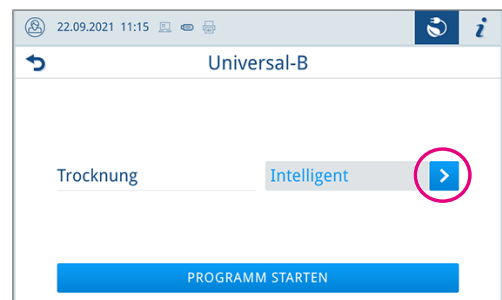 22.09.2021 11:15 i
Universal-B
Trocknung Intelligent
PROGRAMM STARTEN